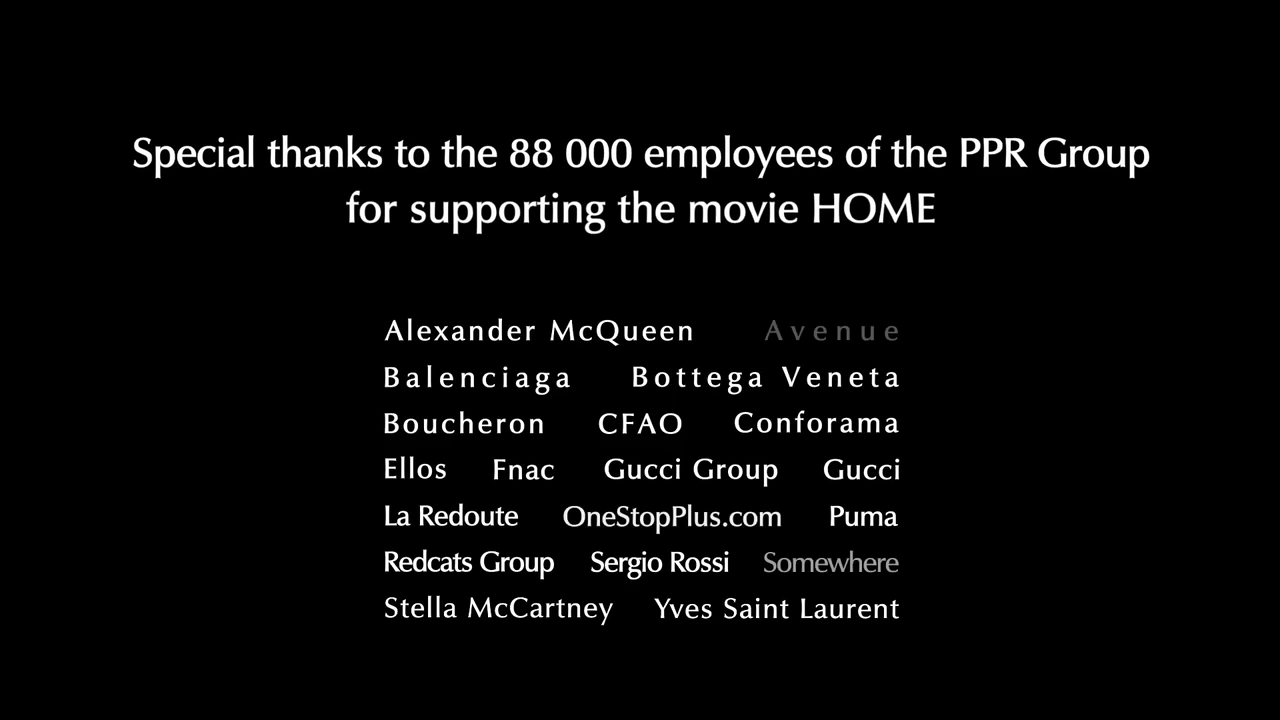 Special thanks to the 88 000 employees of the PPR Group
for supporting the movie HOME
Alexander McQueen Avenue
Balenciaga Bottega Veneta
Boucheron CFAO Conforama
Ellos Fnac Gucci Group Gucci
La Redoute OneStopPlus.com Puma
Redcats Group Sergio Rossi Somewhere
Stella McCartney Yves Saint Laurent